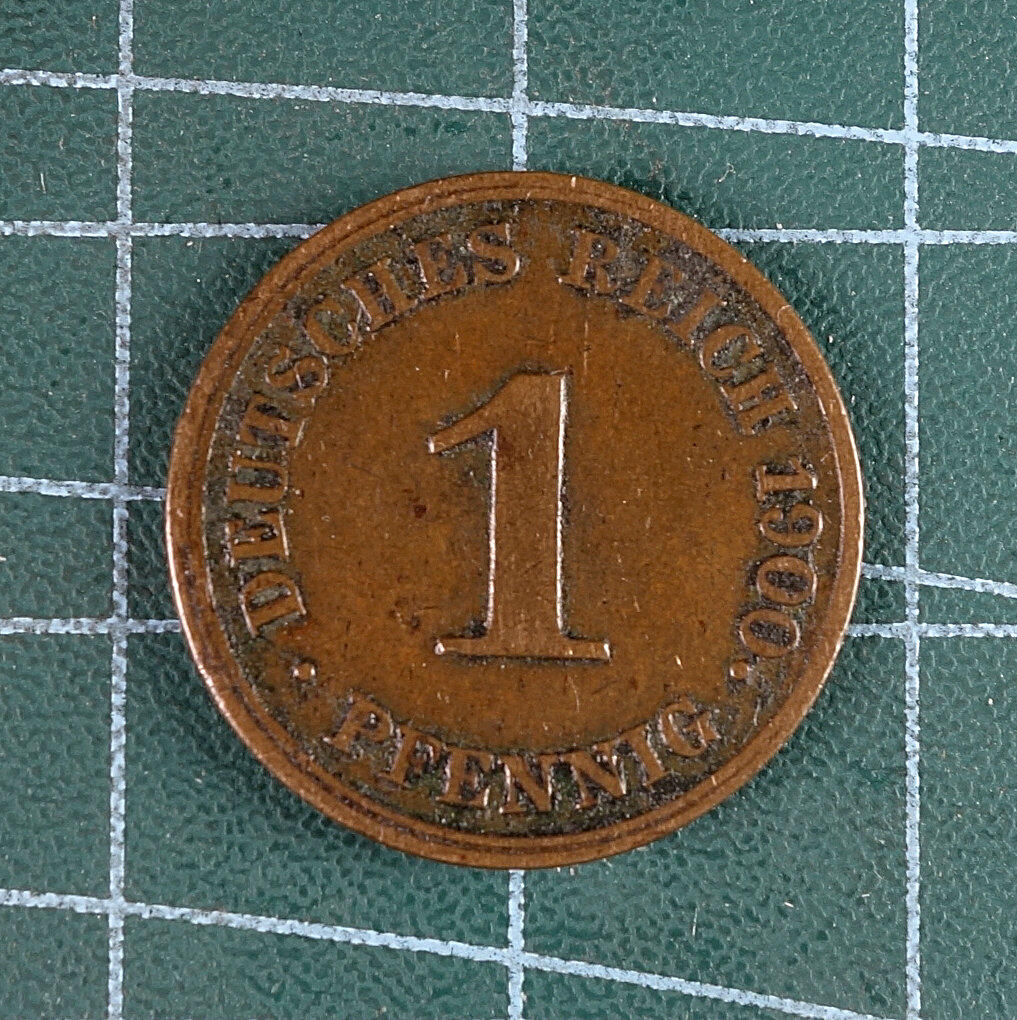 DEUTSCHES REICH 1900
1
• PFENNIG •